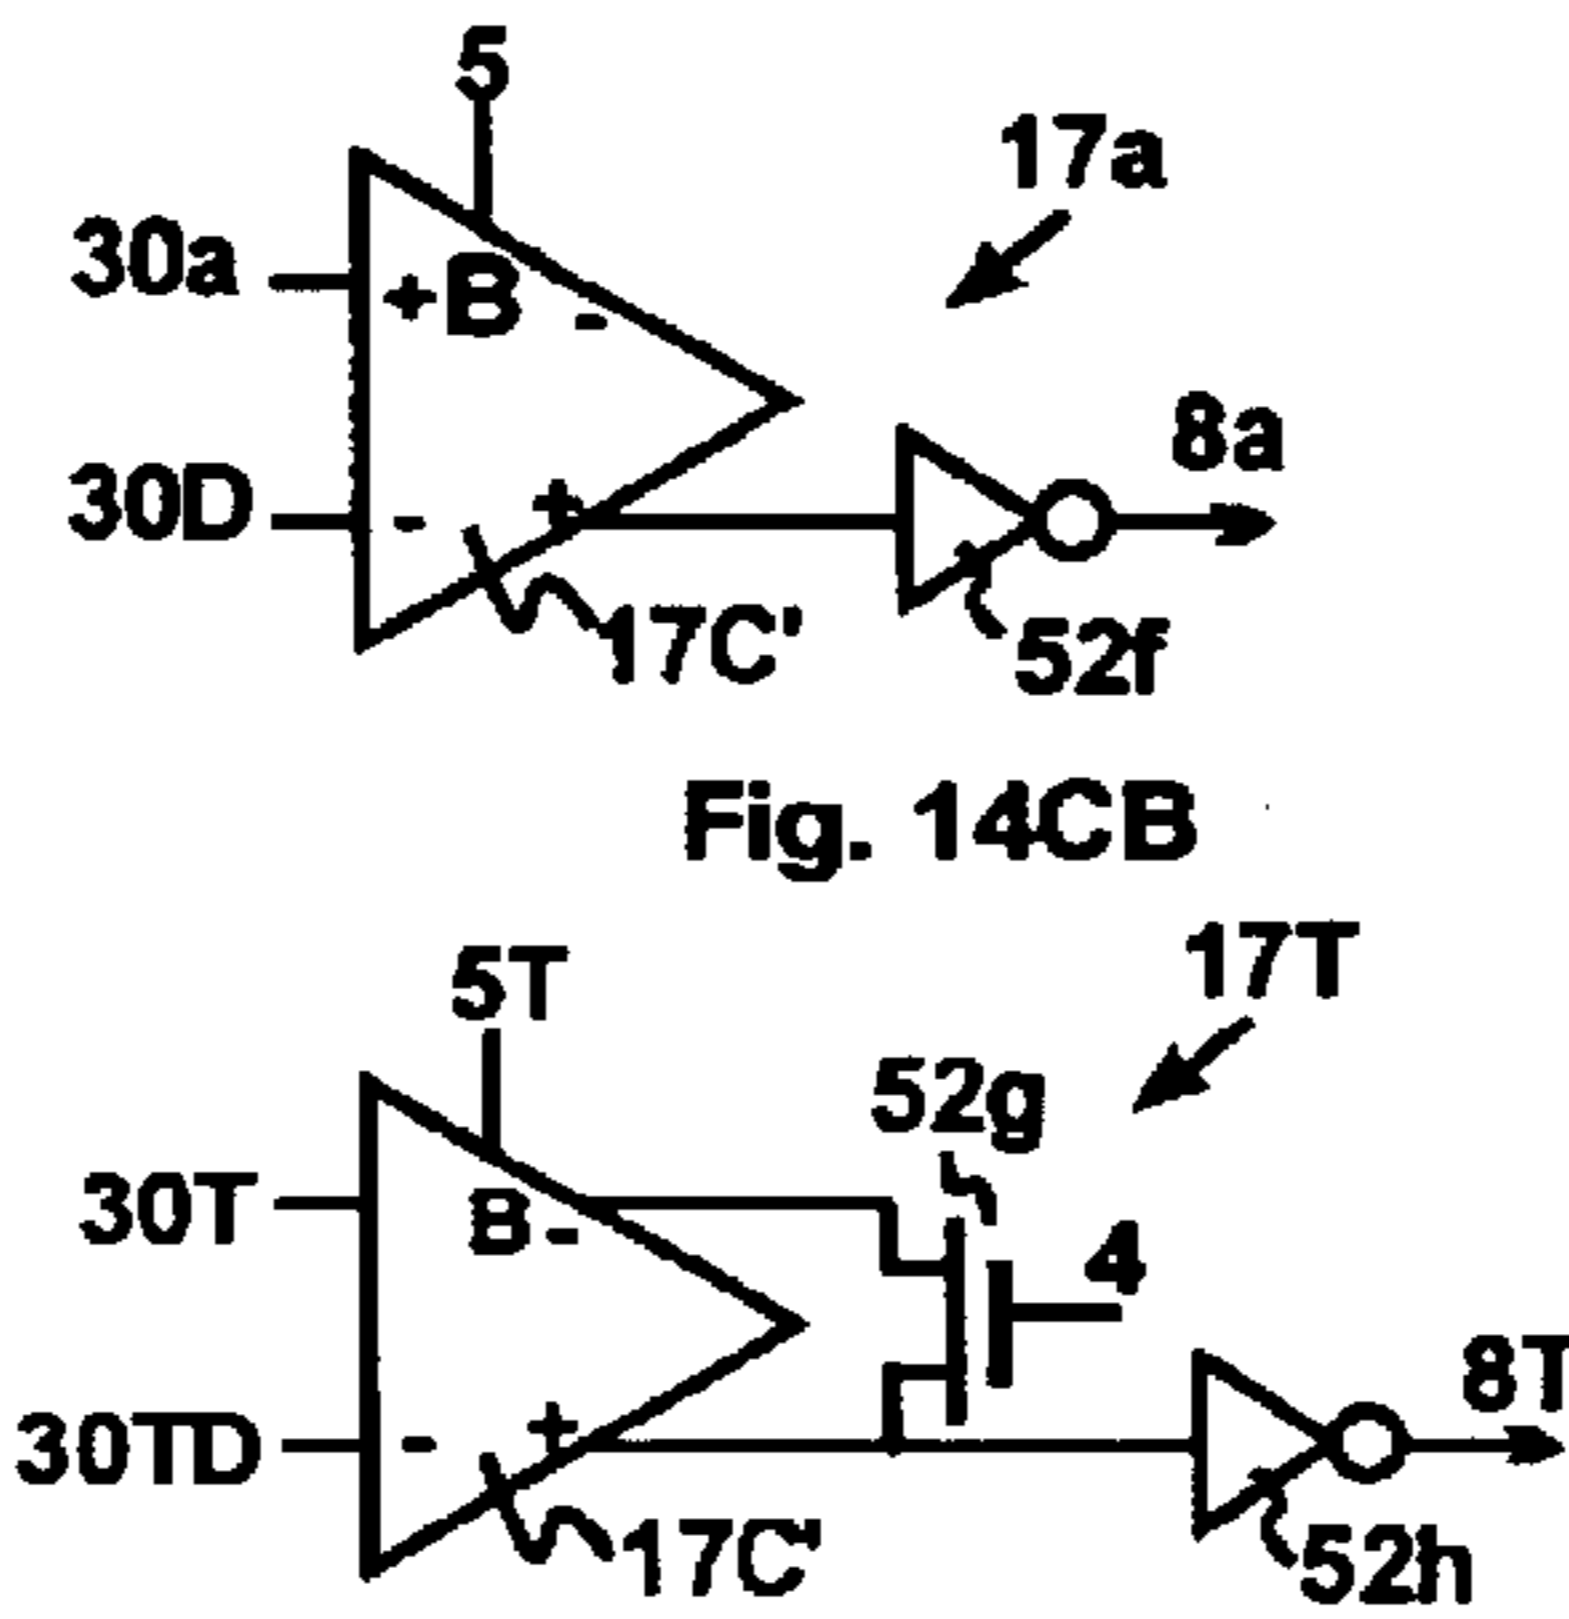 5
17a
30a
+B -
8a
30D
- +
17C'
52f
Fig. 14CB
17T
5T
52g
30T
B -
4
8T
30TD
- +
17C'
52h